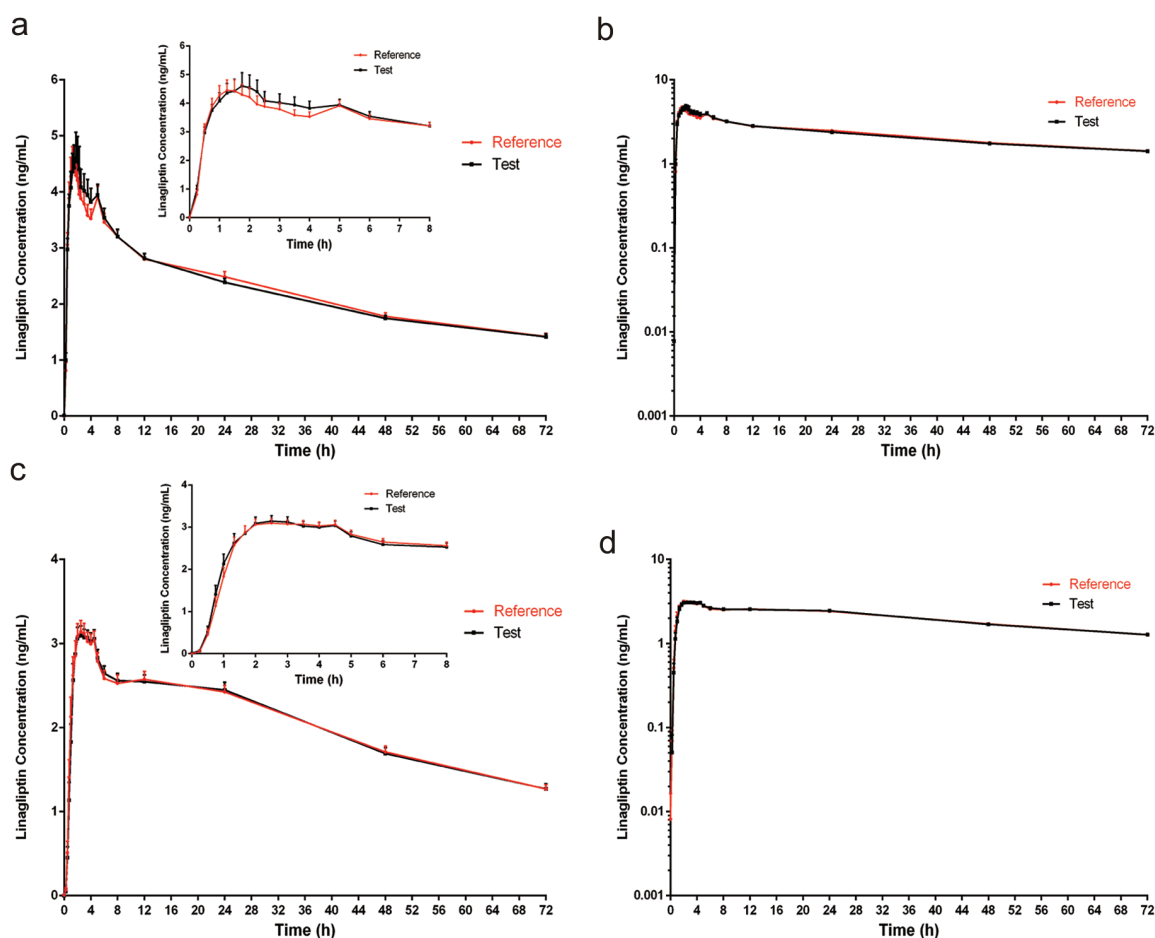 a
Linagliptin Concentration (ng/mL)
6
5
4
3
2
1
0
0 4 8 12 16 20 24 28 32 36 40 44 48 52 56 60 64 68 72
Time (h)
Reference
Test
Linagliptin Concentration (ng/mL)
6
5
4
3
2
1
0
0 1 2 3 4 5 6 7 8
Time (h)
Reference
Test
b
Linagliptin Concentration (ng/mL)
10
1
0.1
0.01
0.001
0 4 8 12 16 20 24 28 32 36 40 44 48 52 56 60 64 68 72
Time (h)
Reference
Test
c
Linagliptin Concentration (ng/mL)
4
3
2
1
0
0 4 8 12 16 20 24 28 32 36 40 44 48 52 56 60 64 68 72
Time (h)
Reference
Test
Linagliptin Concentration (ng/mL)
4
3
2
1
0
0 1 2 3 4 5 6 7 8
Time (h)
Reference
Test
d
Linagliptin Concentration (ng/mL)
10
1
0.1
0.01
0.001
0 4 8 12 16 20 24 28 32 36 40 44 48 52 56 60 64 68 72
Time (h)
Reference
Test